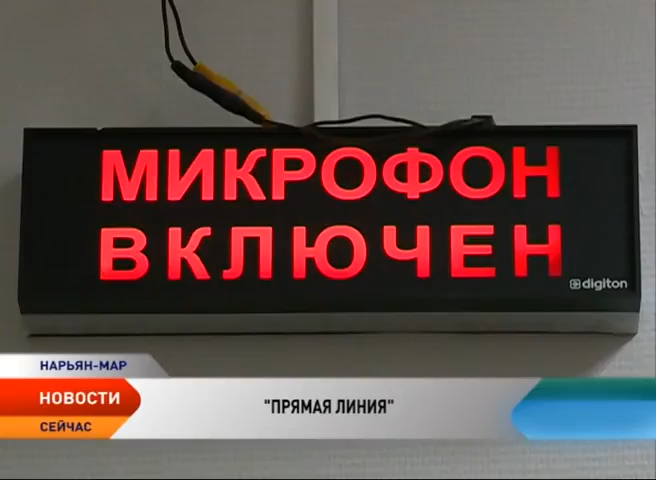 МИКРОФОН
ВКЛЮЧЕН
digiton
НАРЬЯН-МАР
НОВОСТИ
СЕЙЧАС
"ПРЯМАЯ ЛИНИЯ"